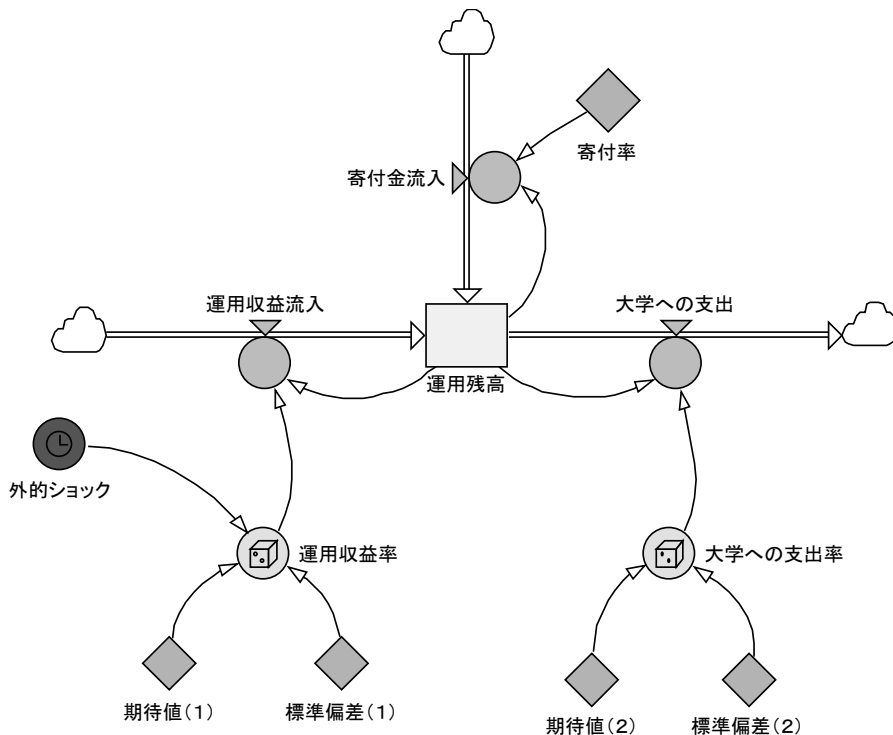 寄付率
寄付金流入
運用収益流入
大学への支出
運用残高
外的ショック
運用収益率
大学への支出率
期待値(1)
標準偏差(1)
期待値(2)
標準偏差(2)